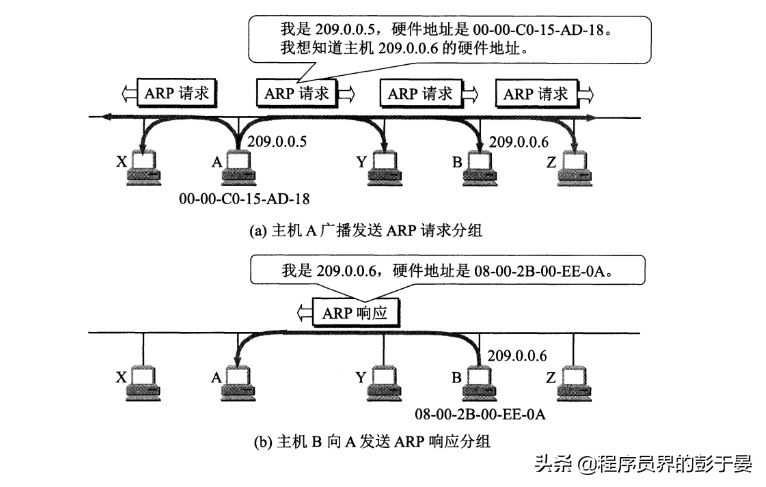 我是 209.0.0.5，硬件地址是 00-00-C0-15-AD-18。
我想知道主机 209.0.0.6 的硬件地址。
ARP 请求 ARP 请求 ARP 请求 ARP 请求
209.0.0.5 209.0.0.6
X A Y B Z
00-00-C0-15-AD-18
(a) 主机 A 广播发送 ARP 请求分组
我是 209.0.0.6，硬件地址是 08-00-2B-00-EE-0A。
ARP 响应
209.0.0.6
X A Y B Z
08-00-2B-00-EE-0A
(b) 主机 B 向 A 发送 ARP 响应分组
头条 @程序员界的彭于晏